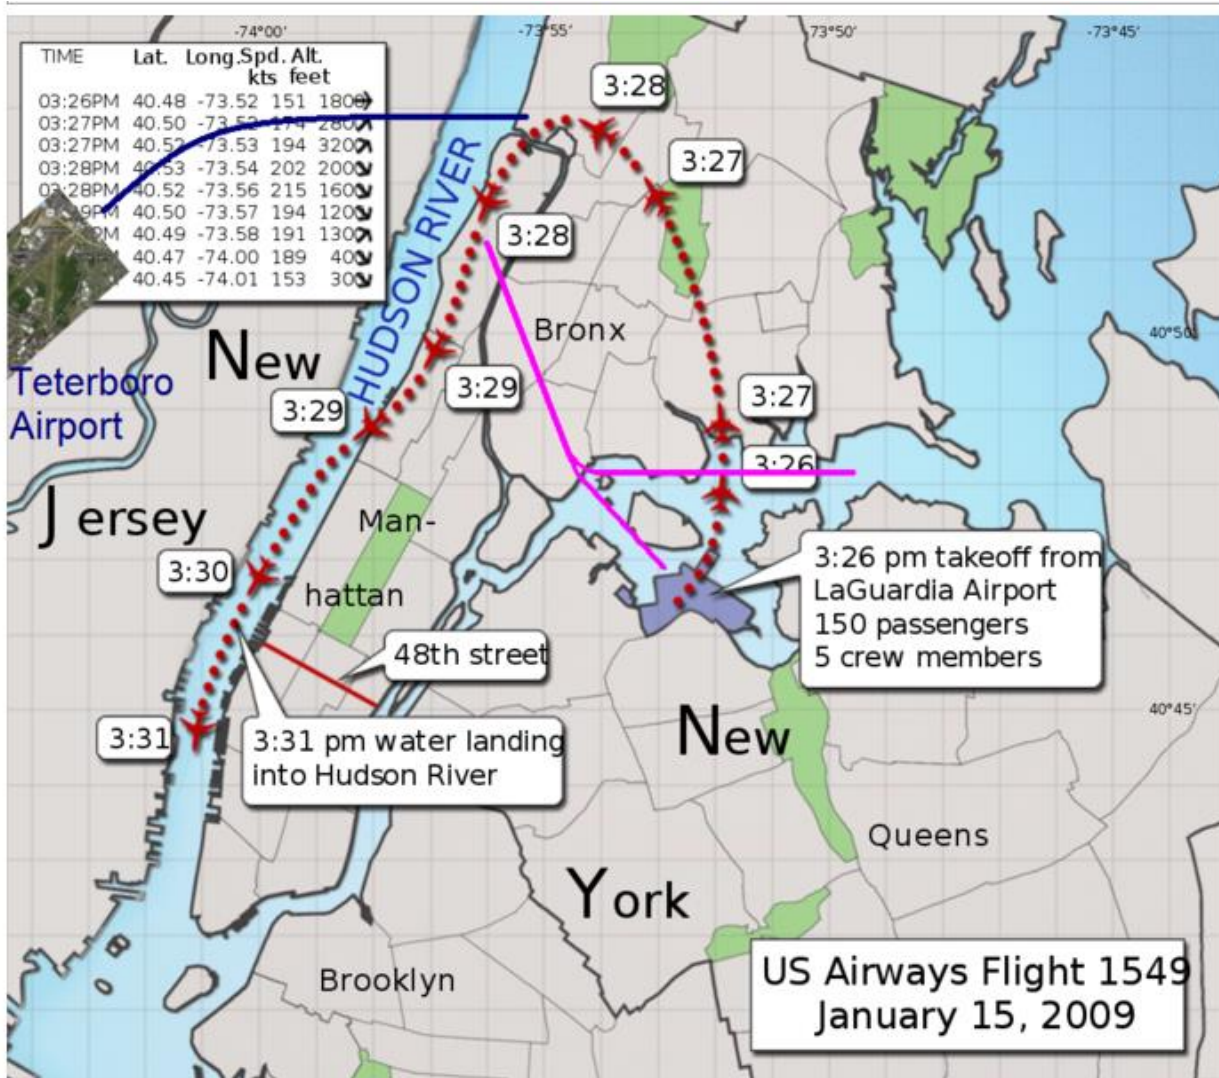 -74°00'
-73°55'
-73°50'
-73°45'
TIME Lat. Long. Spd. Alt.
kts feet
03:26PM 40.48 -73.52 151 1800
03:27PM 40.50 -73.52 174 2800
03:27PM 40.52 -73.53 194 3200
03:28PM 40.53 -73.54 202 2000
03:28PM 40.52 -73.56 215 1600
9PM 40.50 -73.57 194 1200
PM 40.49 -73.58 191 1300
40.47 -74.00 189 400
40.45 -74.01 153 300
3:28
3:27
HUDSON RIVER
3:28
Bronx
40°50'
New
Teterboro
Airport
3:29
3:29
3:27
3:26
Jersey
Man-
hattan
3:30
3:26 pm takeoff from
LaGuardia Airport
150 passengers
5 crew members
48th street
3:31
3:31 pm water landing
into Hudson River
40°45'
New
Queens
York
Brooklyn
US Airways Flight 1549
January 15, 2009